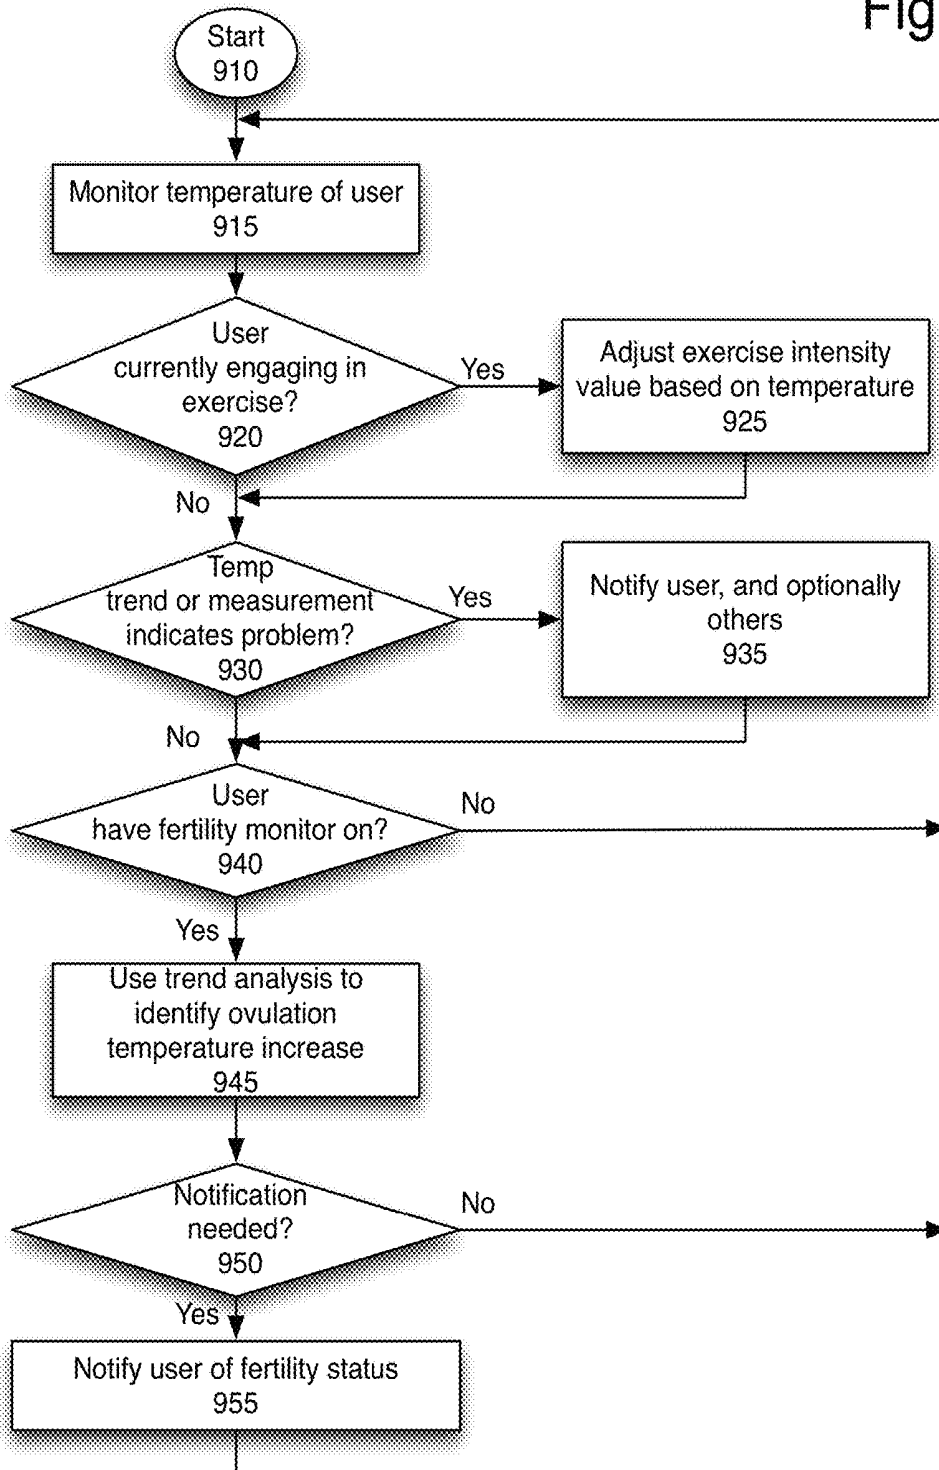 Fig
Start
910
Monitor temperature of user
915
User
currently engaging in
exercise?
920
Yes
Adjust exercise intensity
value based on temperature
925
No
Temp
trend or measurement
indicates problem?
930
Yes
Notify user, and optionally
others
935
No
User
have fertility monitor on?
940
No
Yes
Use trend analysis to
identify ovulation
temperature increase
945
Notification
needed?
950
No
Yes
Notify user of fertility status
955